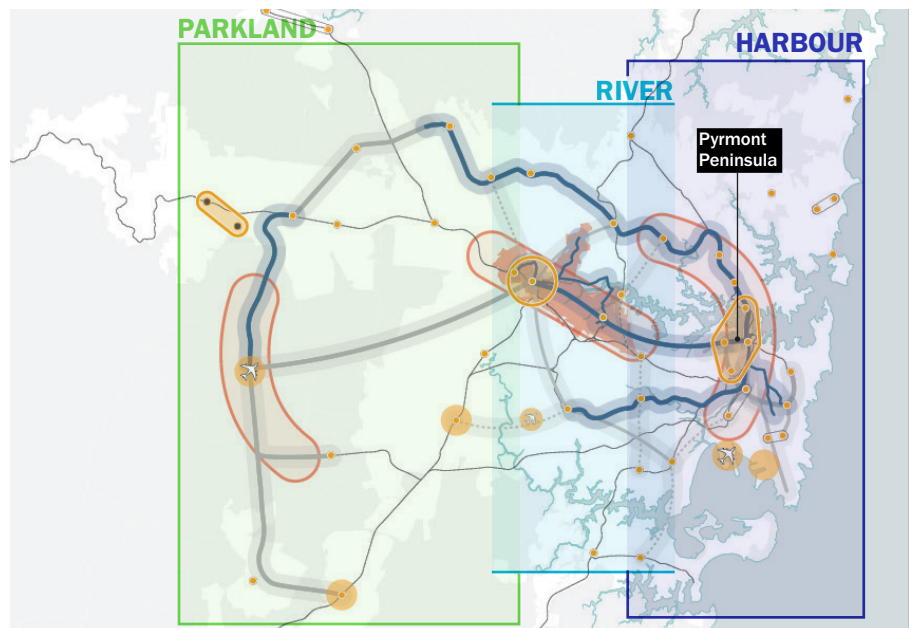 PARKLAND
HARBOUR
RIVER
Pyrmont
Peninsula